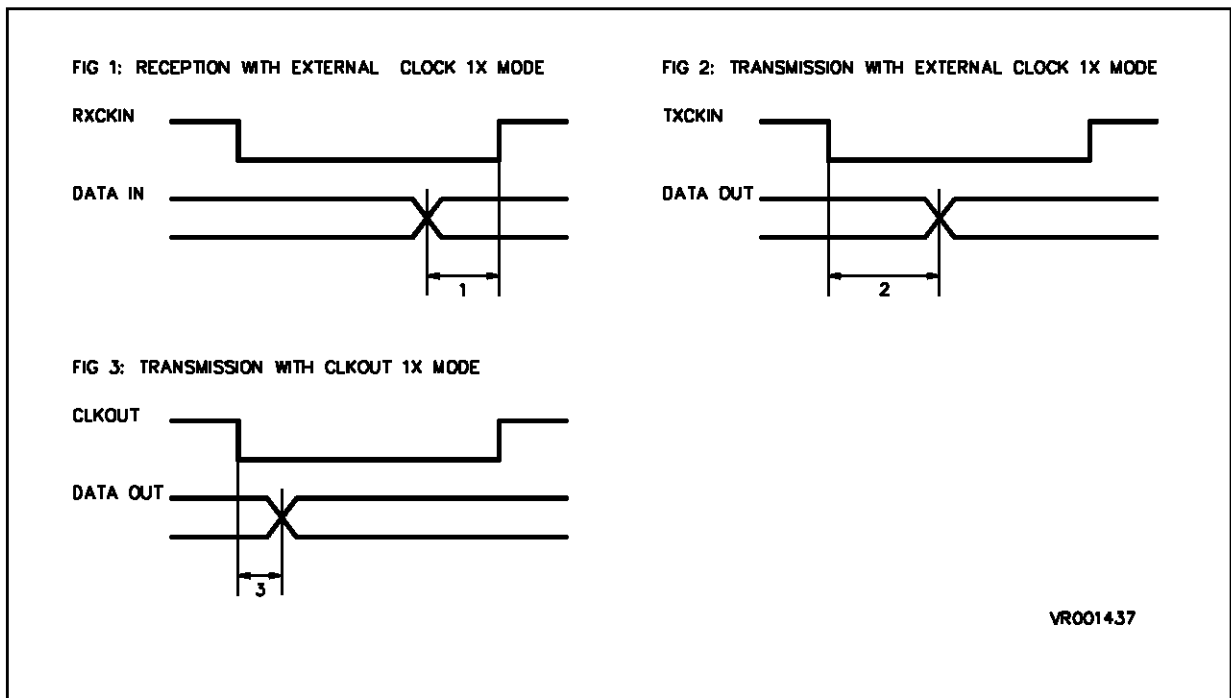 FIG 1: RECEPTION WITH EXTERNAL CLOCK 1X MODE
RXCKIN
DATA IN
1
FIG 2: TRANSMISSION WITH EXTERNAL CLOCK 1X MODE
TXCKIN
DATA OUT
2
FIG 3: TRANSMISSION WITH CLKOUT 1X MODE
CLKOUT
DATA OUT
3
VR001437